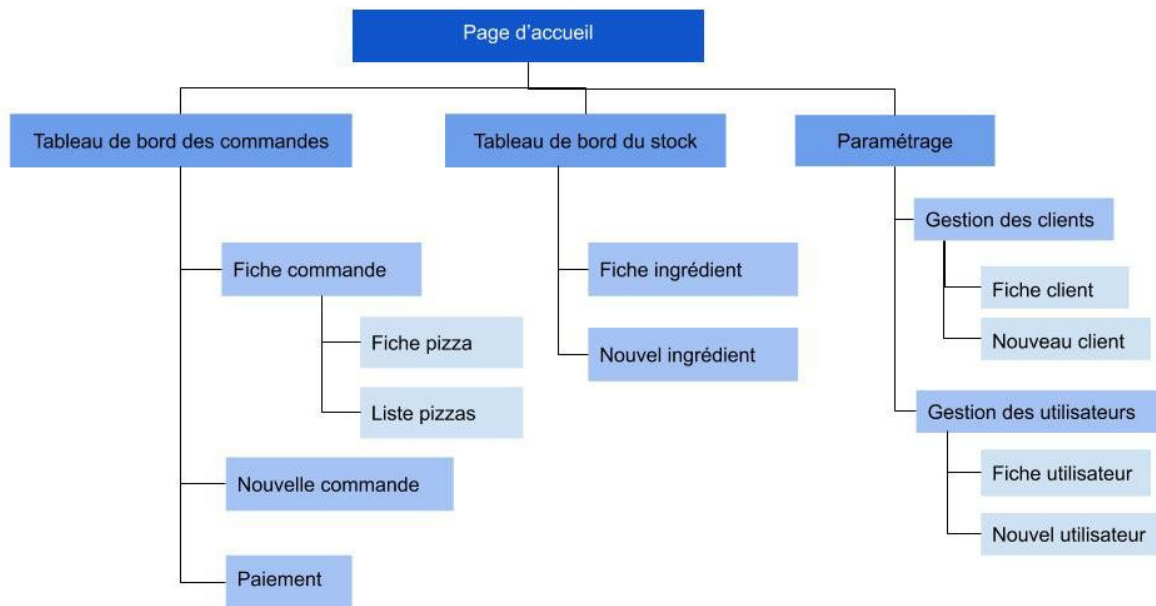 Page d'accueil
Tableau de bord des commandes
Tableau de bord du stock
Paramétrage
Fiche commande
Fiche pizza
Liste pizzas
Nouvelle commande
Paiement
Fiche ingrédient
Nouvel ingrédient
Gestion des clients
Fiche client
Nouveau client
Gestion des utilisateurs
Fiche utilisateur
Nouvel utilisateur